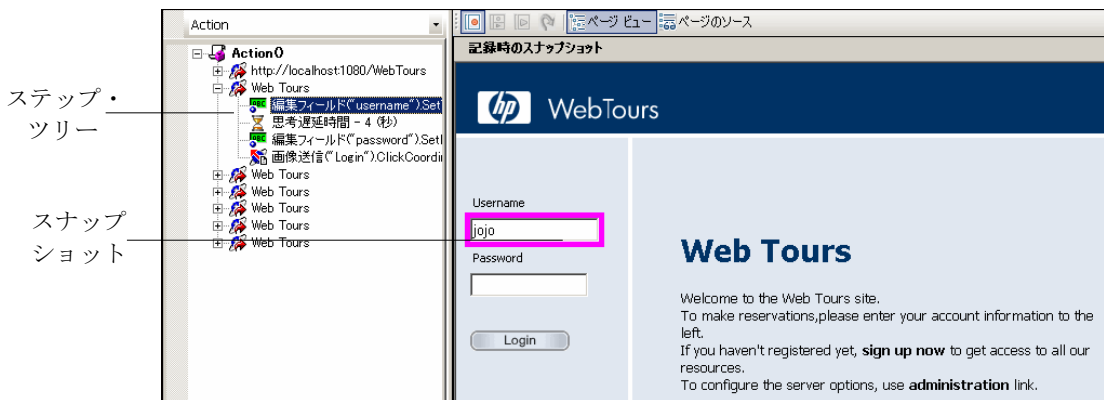 Action
ページ ビュー ページのソース
記録時のスナップショット
Action0
http://localhost:1080/WebTours
Web Tours
編集フィールド("username").Set
思考遅延時間 - 4 (秒)
編集フィールド("password").Set
画像送信("Login").ClickCoordi
Web Tours
Web Tours
Web Tours
Web Tours
Web Tours
ステップ・
ツリー
スナップ
ショット
hp WebTours
Username
jojo
Password
Login
Web Tours
Welcome to the Web Tours site.
To make reservations,please enter your account information to the
left.
If you haven't registered yet, sign up now to get access to all our
resources.
To configure the server options, use administration link.